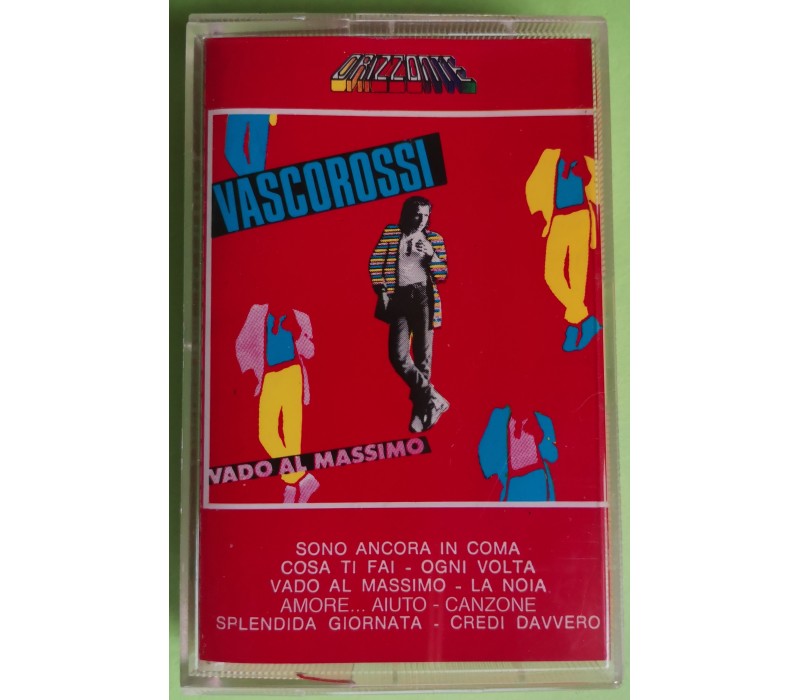 ORIZZONTE
VASCOROSSI
VADO AL MASSIMO
SONO ANCORA IN COMA
COSA TI FAI - OGNI VOLTA
VADO AL MASSIMO - LA NOIA
AMORE... AIUTO - CANZONE
SPLENDIDA GIORNATA - CREDI DAVVERO